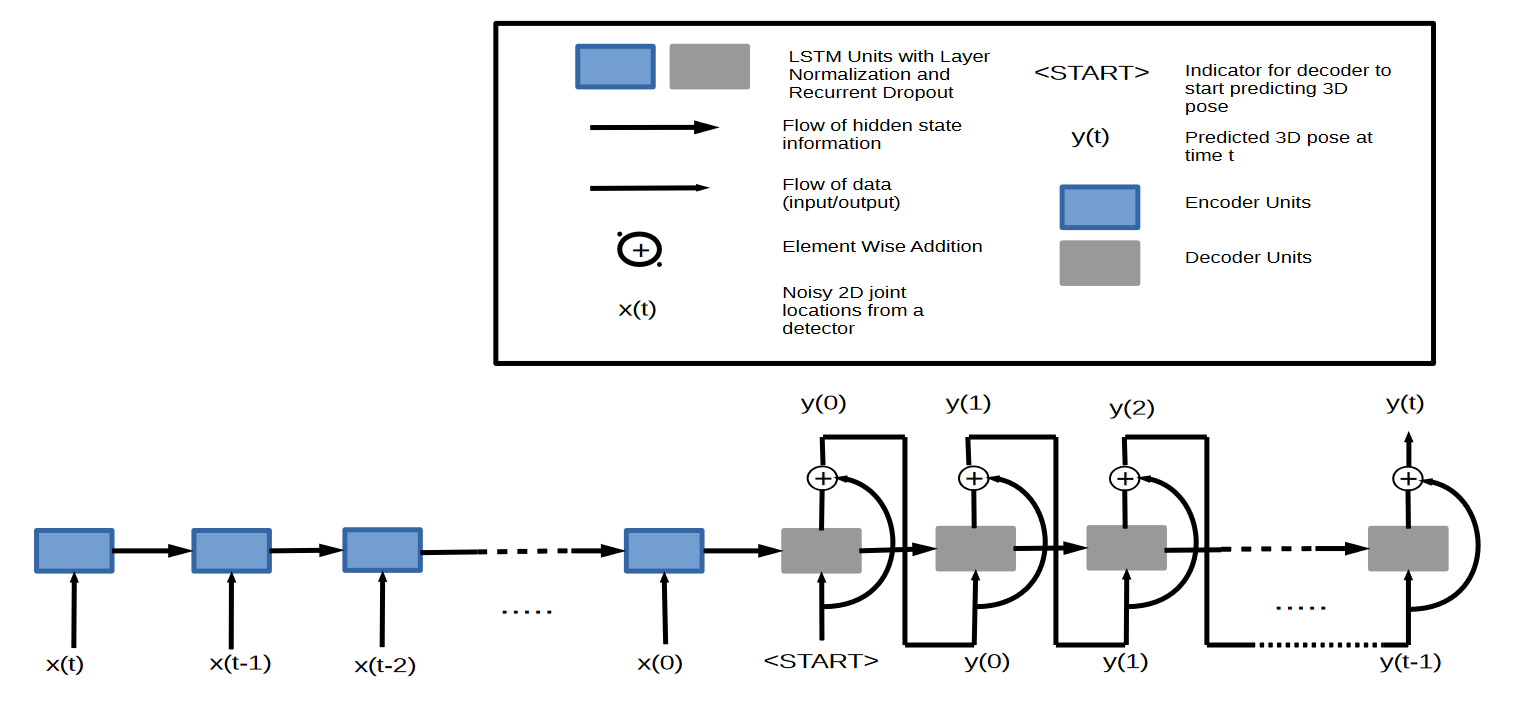 LSTM Units with Layer
Normalization and
Recurrent Dropout
Flow of hidden state
information
Flow of data
(input/output)
+
Element Wise Addition
x(t)
Noisy 2D joint
locations from a
detector
<START>
Indicator for decoder to
start predicting 3D
pose
y(t)
Predicted 3D pose at
time t
Encoder Units
Decoder Units
y(0) y(1) y(2) y(t)
+ + + +
..... .....
x(t) x(t-1) x(t-2) x(0) <START> y(0) y(1) y(t-1)